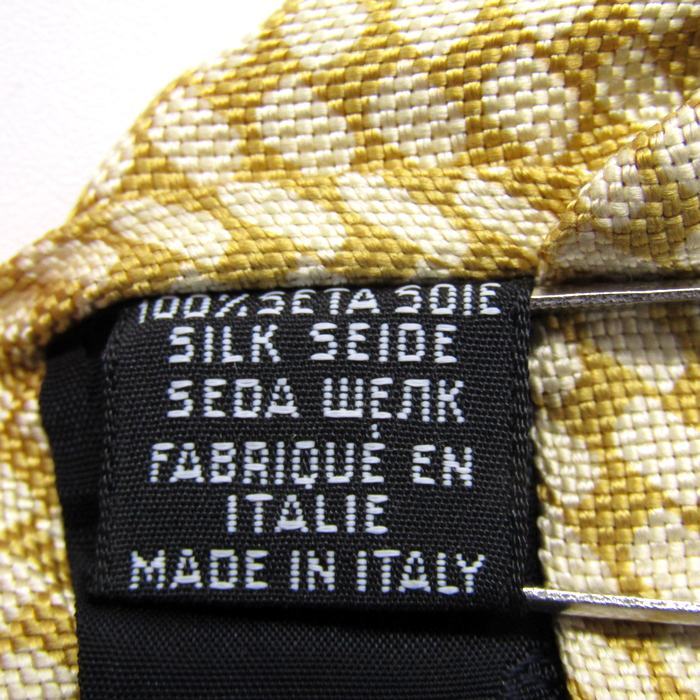 100% SETA SOIE
SILK SEIDE
SEDA ШЕЛК
FABRIQUÉ EN
ITALIE
MADE IN ITALY